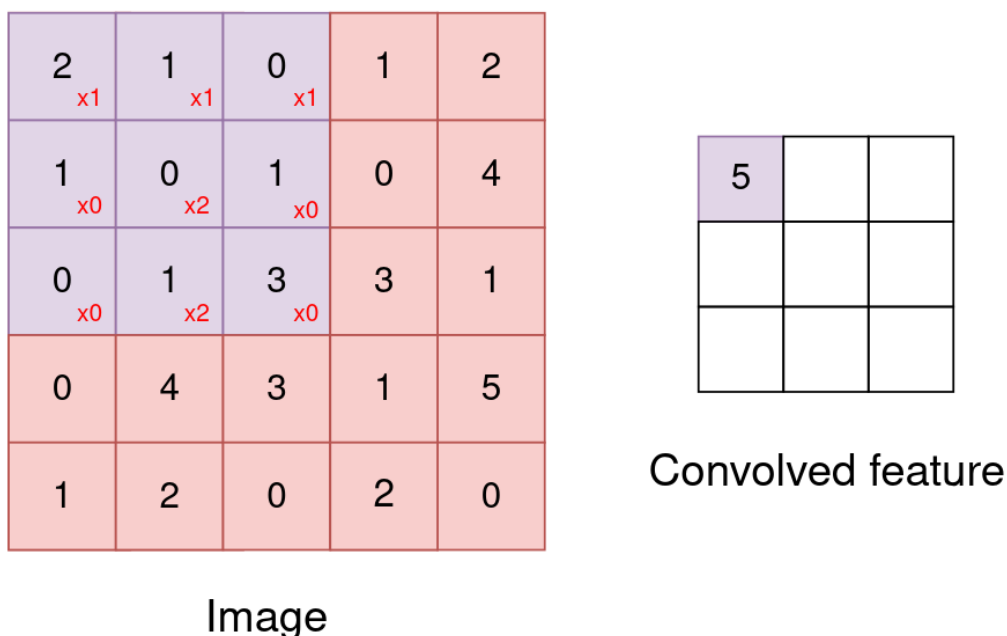 2 1 0 1 2
x1 x1 x1
1 0 1 0 4
x0 x2 x0
0 1 3 3 1
x0 x2 x0
0 4 3 1 5
1 2 0 2 0
Image
5
Convolved feature